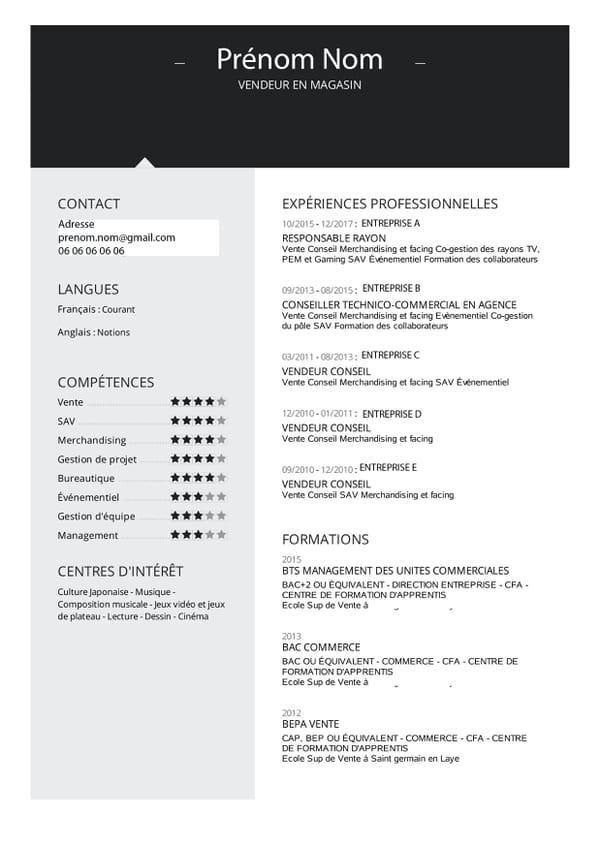 Prénom Nom
VENDEUR EN MAGASIN
CONTACT
Adresse
prenom.nom@gmail.com
06 06 06 06 06
LANGUES
Français : Courant
Anglais : Notions
COMPÉTENCES
Vente
SAV
Merchandising
Gestion de projet
Bureautique
Événementiel
Gestion d'équipe
Management
CENTRES D'INTÉRÊT
Culture Japonaise - Musique -
Composition musicale - Jeux vidéo et jeux
de plateau - Lecture - Dessin - Cinéma
EXPÉRIENCES PROFESSIONNELLES
10/2015 - 12/2017 : ENTREPRISE A
RESPONSABLE RAYON
Vente Conseil Merchandising et facing Co-gestion des rayons TV,
PEM et Gaming SAV Événementiel Formation des collaborateurs
09/2013 - 08/2015 : ENTREPRISE B
CONSEILLER TECHNICO-COMMERCIAL EN AGENCE
Vente Conseil Merchandising et facing Evènementiel Co-gestion
du pôle SAV Formation des collaborateurs
03/2011 - 08/2013 : ENTREPRISE C
VENDEUR CONSEIL
Vente Conseil Merchandising et facing SAV Événementiel
12/2010 - 01/2011 : ENTREPRISE D
VENDEUR CONSEIL
Vente Conseil Merchandising et facing
09/2010 - 12/2010 : ENTREPRISE E
VENDEUR CONSEIL
Vente Conseil SAV Merchandising et facing
FORMATIONS
2015
BTS MANAGEMENT DES UNITES COMMERCIALES
BAC+2 OU ÉQUIVALENT - DIRECTION ENTREPRISE - CFA -
CENTRE DE FORMATION D'APPRENTIS
Ecole Sup de Vente à
2013
BAC COMMERCE
BAC OU ÉQUIVALENT - COMMERCE - CFA - CENTRE DE
FORMATION D'APPRENTIS
Ecole Sup de Vente à
2012
BEPA VENTE
CAP, BEP OU ÉQUIVALENT - COMMERCE - CFA - CENTRE
DE FORMATION D'APPRENTIS
Ecole Sup de Vente à Saint germain en Laye